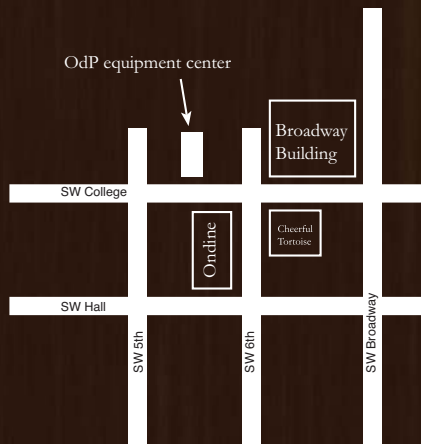 OdP equipment center
Broadway
Building
SW College
Cheerful
Tortoise
Ondine
SW Hall
SW 5th
SW 6th
SW Broadway